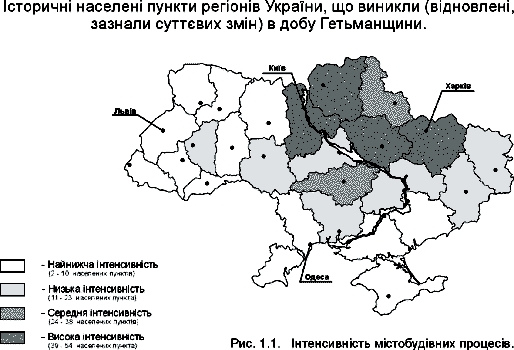 Історичні населені пункти регіонів України, що виникли (відновлені,
зазнали суттєвих змін) в добу Гетьманщини.
Київ
Харків
Львів
Одеса
- Найнижча інтенсивність
(2 - 10 населених пункти)
- Низька інтенсивність
(11 - 23 населених пункта)
- Середня інтенсивність
(24 - 38 населених пунктів)
- Висока інтенсивність
(39 - 54 населених пункта)
Рис. 1.1. Інтенсивність містобудівних процесів.